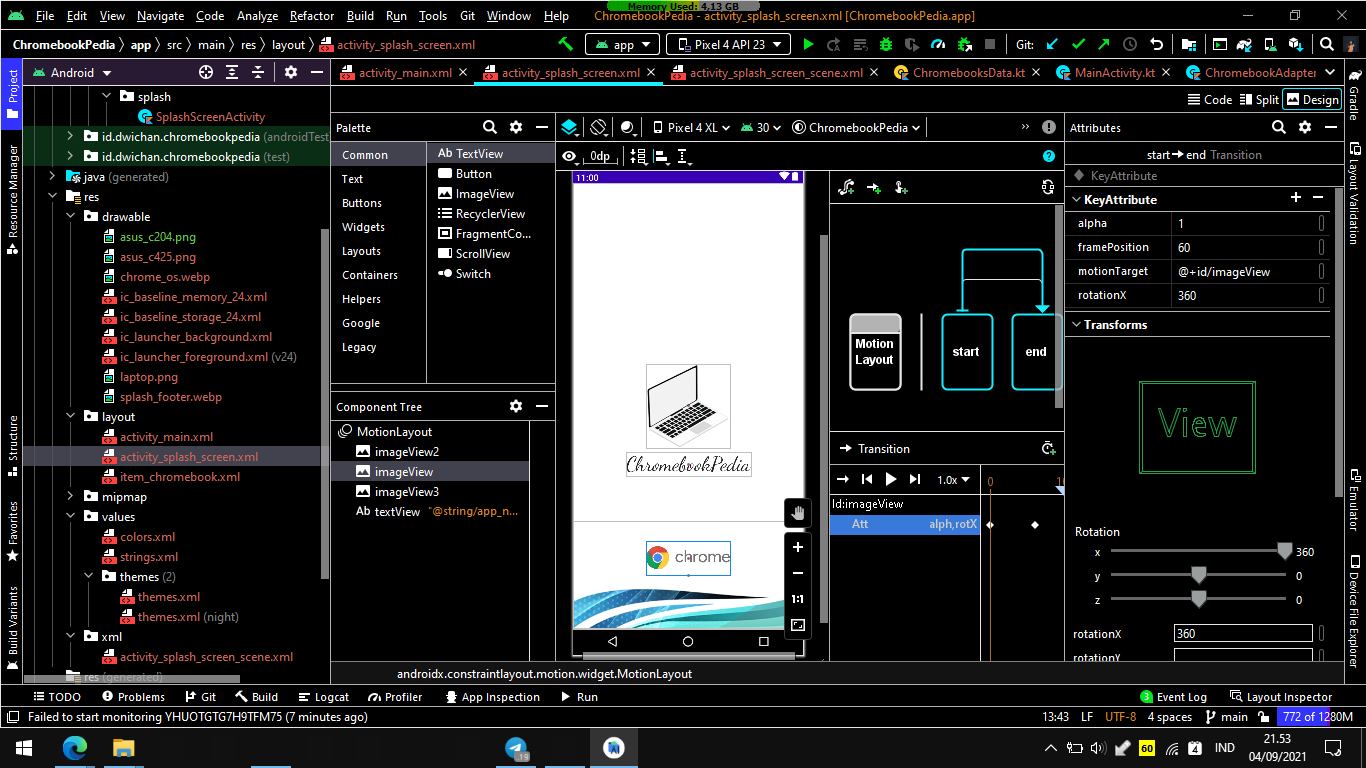 Memory Used: 4,13 GB
File Edit View Navigate Code Analyze Refactor Build Run Tools Git Window Help ChromebookPedia - activity_splash_screen.xml [ChromebookPedia.app]
ChromebookPedia app src main res layout activity_splash_screen.xml app Pixel 4 API 23 Git:
Android
activity_main.xml activity_splash_screen.xml activity_splash_screen_scene.xml ChromebooksData.kt MainActivity.kt ChromebookAdapter
Code Split Design
Project
Resource Manager
Structure
Favorites
Build Variants
splash
SplashScreenActivity
id.dwichan.chromebookpedia (androidTest
id.dwichan.chromebookpedia (test)
java (generated)
res
drawable
asus_c204.png
asus_c425.png
chrome_os.webp
ic_baseline_memory_24.xml
ic_baseline_storage_24.xml
ic_launcher_background.xml
ic_launcher_foreground.xml (v24)
laptop.png
splash_footer.webp
layout
activity_main.xml
activity_splash_screen.xml
item_chromebook.xml
mipmap
values
colors.xml
strings.xml
themes (2)
themes.xml
themes.xml (night)
xml
activity_splash_screen_scene.xml
res (generated)
Palette
Common
Text
Buttons
Widgets
Layouts
Containers
Helpers
Google
Legacy
Ab TextView
Button
ImageView
RecyclerView
FragmentCo...
ScrollView
Switch
Component Tree
MotionLayout
imageView2
imageView
imageView3
Ab textView "@string/app_n...
Pixel 4 XL 30 ChromebookPedia
0dp
11:00
ChromebookPedia
chrome
1:1
Motion
Layout
start
end
Transition
1.0x 0
Id:imageView
Att alph,rotX
Attributes
start end Transition
KeyAttribute
KeyAttribute
alpha 1
framePosition 60
motionTarget @+id/imageView
rotationX 360
Transforms
View
Rotation
x 360
y 0
z 0
rotationX 360
rotationY
Gradle
Layout Validation
Emulator
Device File Explorer
androidx.constraintlayout.motion.widget.MotionLayout
TODO Problems Git Build Logcat Profiler App Inspection Run 3 Event Log Layout Inspector
Failed to start monitoring YHUOTGTG7H9TFM75 (7 minutes ago) 13:43 LF UTF-8 4 spaces main 772 of 1280M
19 60 4 IND 21.53
04/09/2021